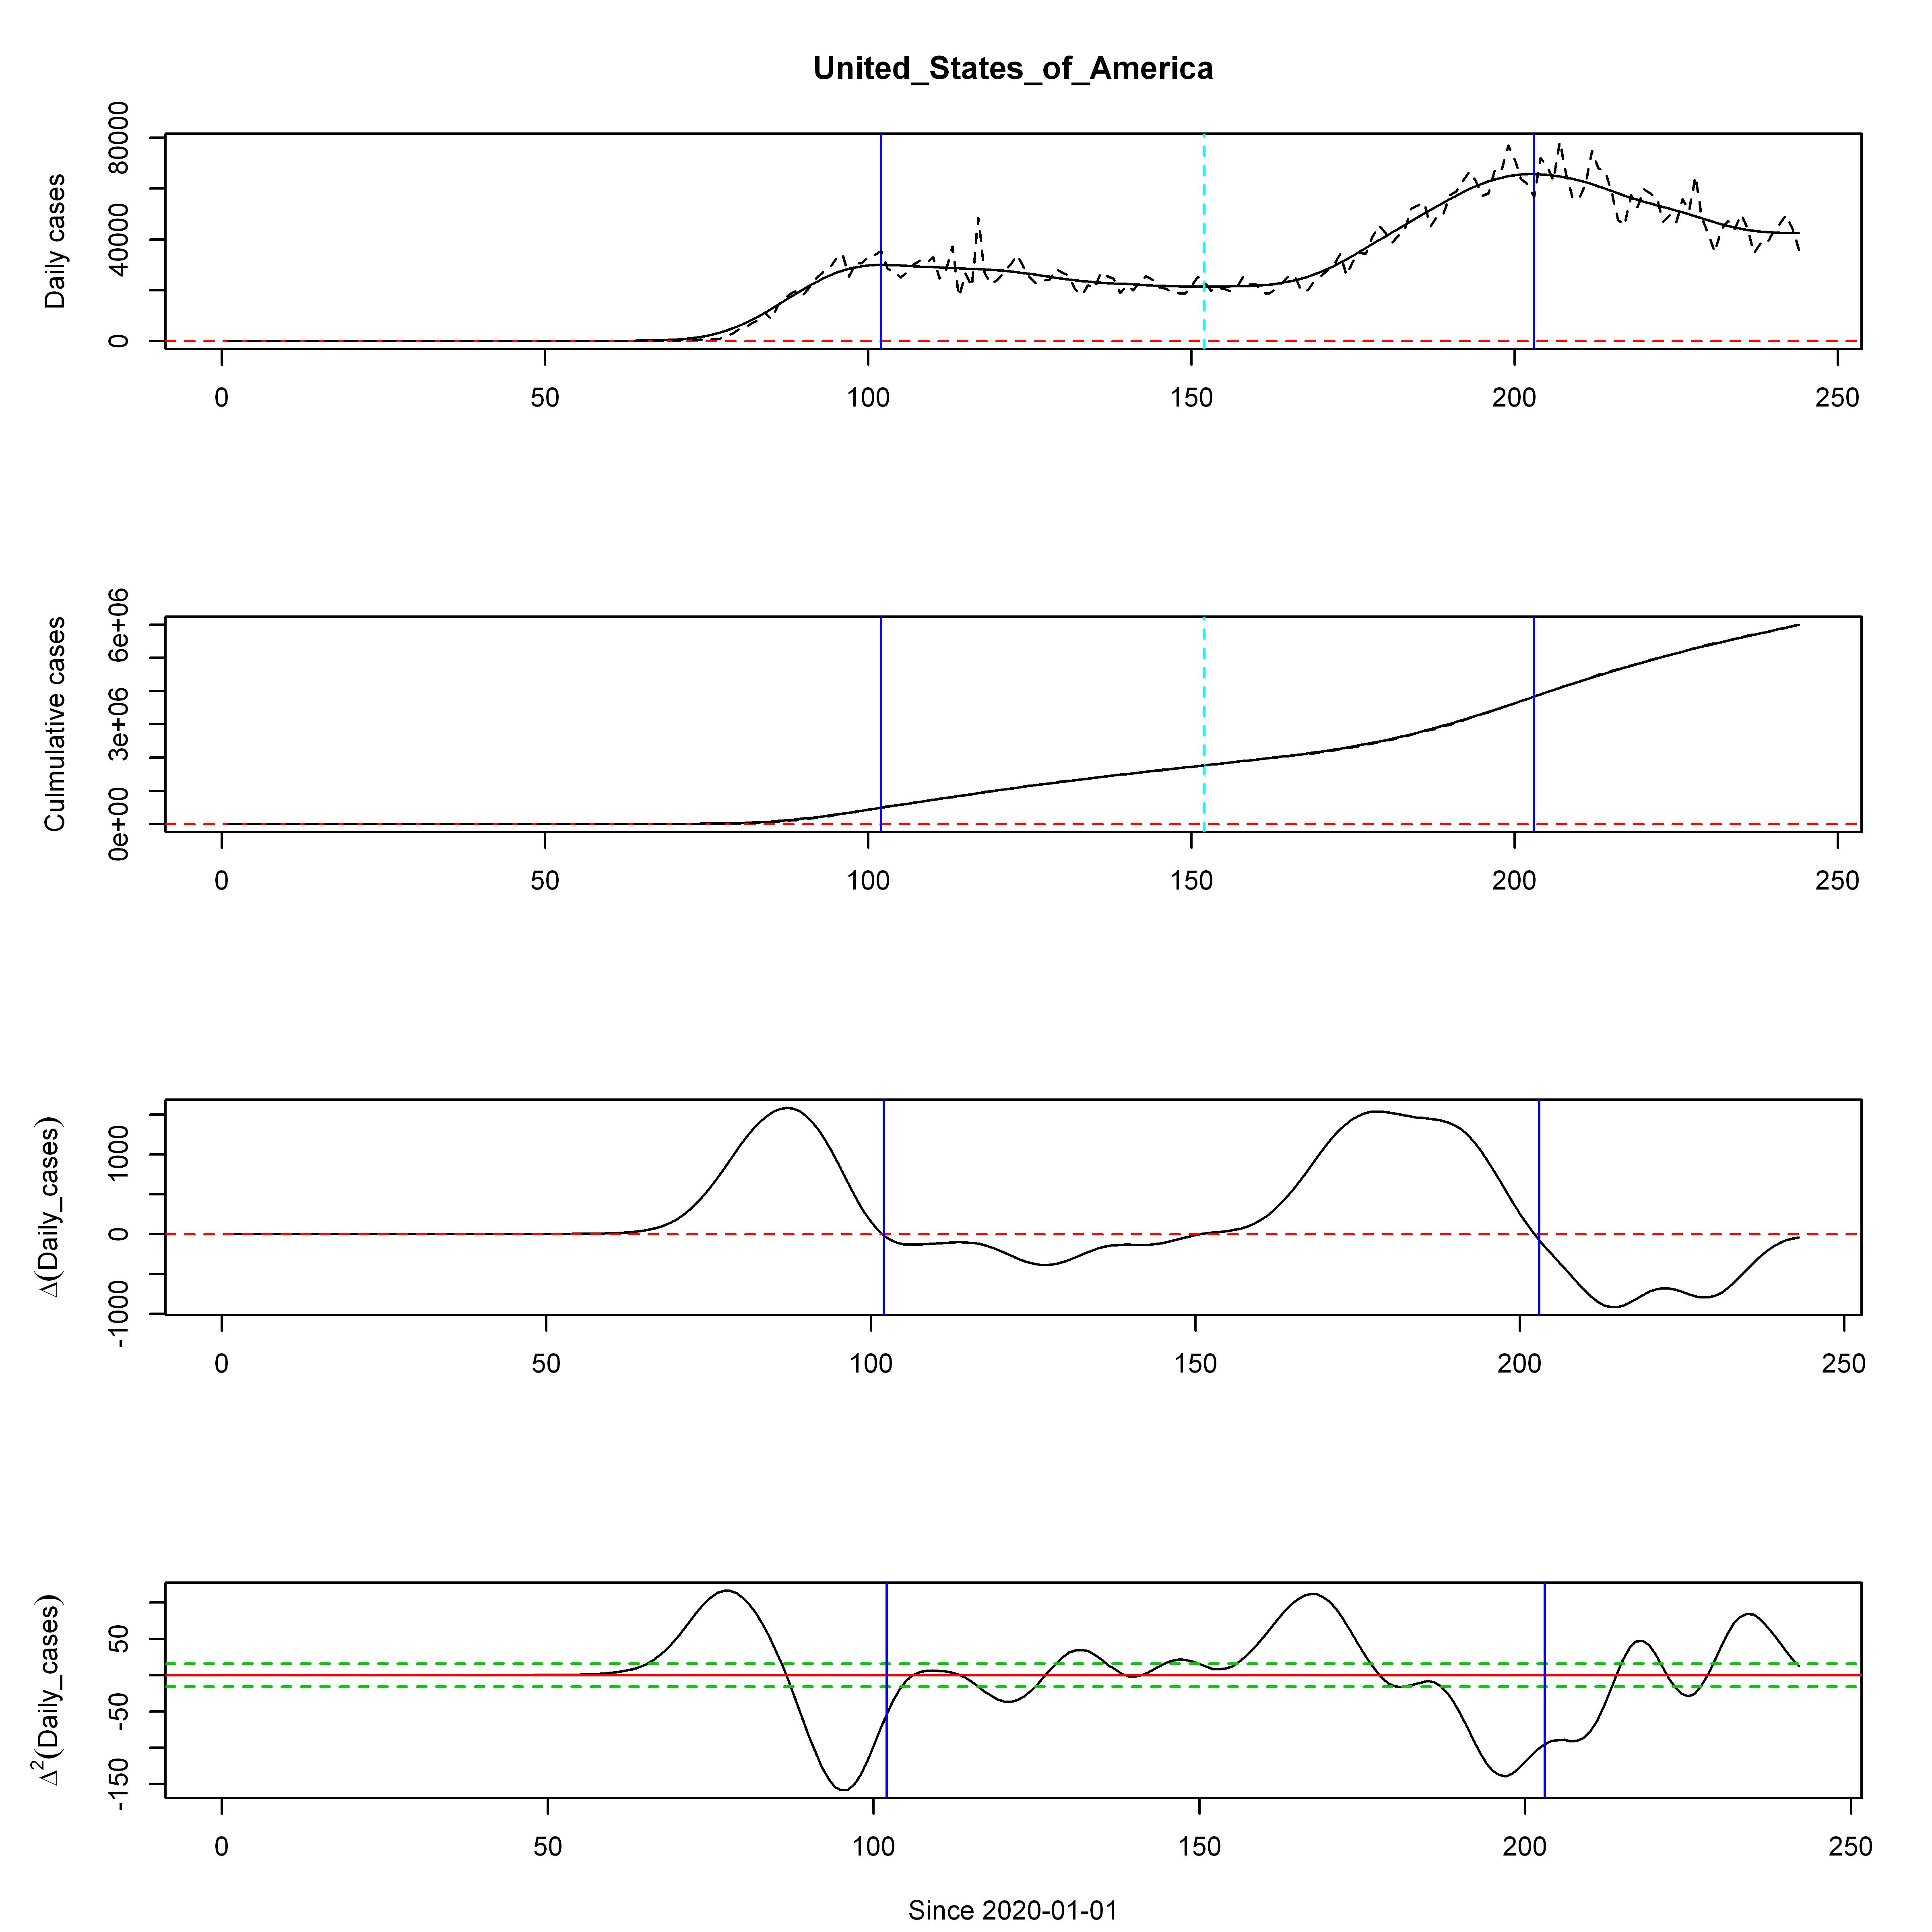 United_States_of_America
Daily cases
0 40000 80000
0 50 100 150 200 250
Culmulative cases
0e+00 3e+06 6e+06
0 50 100 150 200 250
Δ(Daily_cases)
-1000 0 1000
0 50 100 150 200 250
Δ²(Daily_cases)
-150 -50 50
0 50 100 150 200 250
Since 2020-01-01